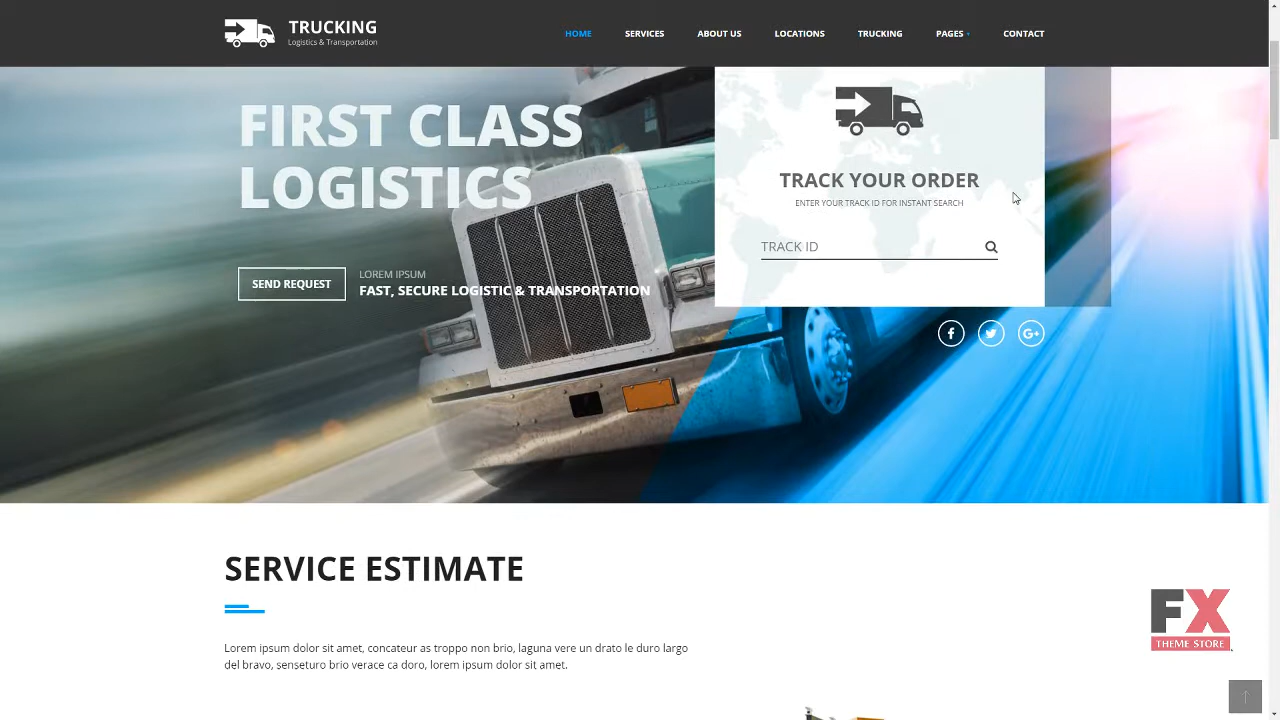 TRUCKING
Logistics & Transportation
HOME SERVICES ABOUT US LOCATIONS TRUCKING PAGES CONTACT
FIRST CLASS
LOGISTICS
SEND REQUEST
LOREM IPSUM
FAST, SECURE LOGISTIC & TRANSPORTATION
TRACK YOUR ORDER
ENTER YOUR TRACK ID FOR INSTANT SEARCH
TRACK ID
SERVICE ESTIMATE
Lorem ipsum dolor sit amet, concateur as tropical the brio bri, laguna vere un drato le duro largo
del bravo, senseturo brio verace ca doro, lorem ipsum dolor sit amet.
FX
THEME STORE